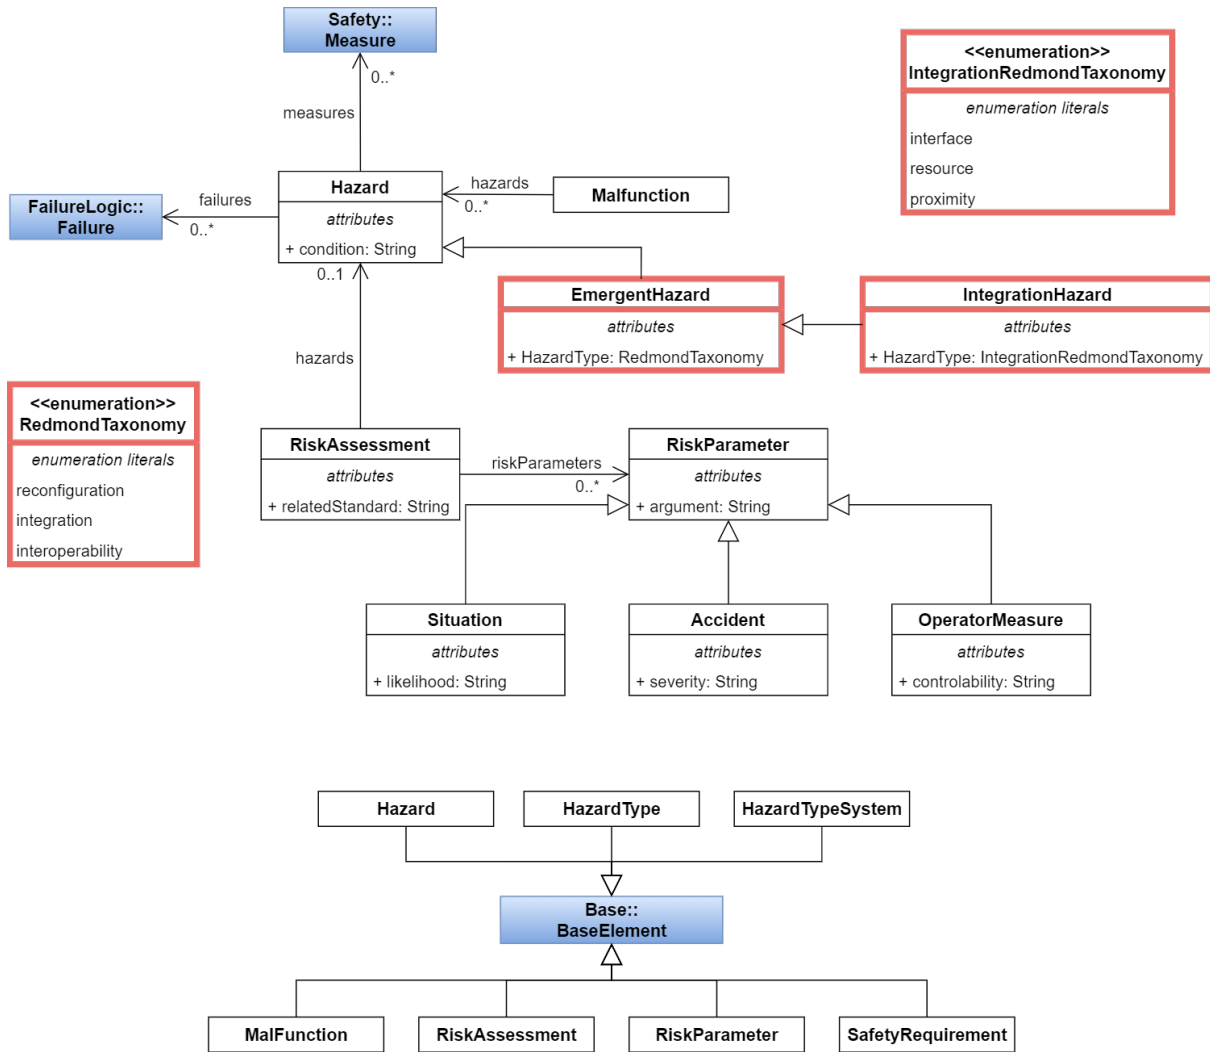 Safety::
Measure
0..*
measures
<<enumeration>>
IntegrationRedmondTaxonomy
enumeration literals
interface
resource
proximity
FailureLogic::
Failure
failures
0..*
Hazard
attributes
+ condition: String
hazards
0..*
Malfunction
0..1
EmergentHazard
attributes
+ HazardType: RedmondTaxonomy
IntegrationHazard
attributes
+ HazardType: IntegrationRedmondTaxonomy
hazards
<<enumeration>>
RedmondTaxonomy
enumeration literals
reconfiguration
integration
interoperability
RiskAssessment
attributes
+ relatedStandard: String
riskParameters
0..*
RiskParameter
attributes
+ argument: String
Situation
attributes
+ likelihood: String
Accident
attributes
+ severity: String
OperatorMeasure
attributes
+ controlability: String
Hazard
HazardType
HazardTypeSystem
Base::
BaseElement
MalFunction
RiskAssessment
RiskParameter
SafetyRequirement